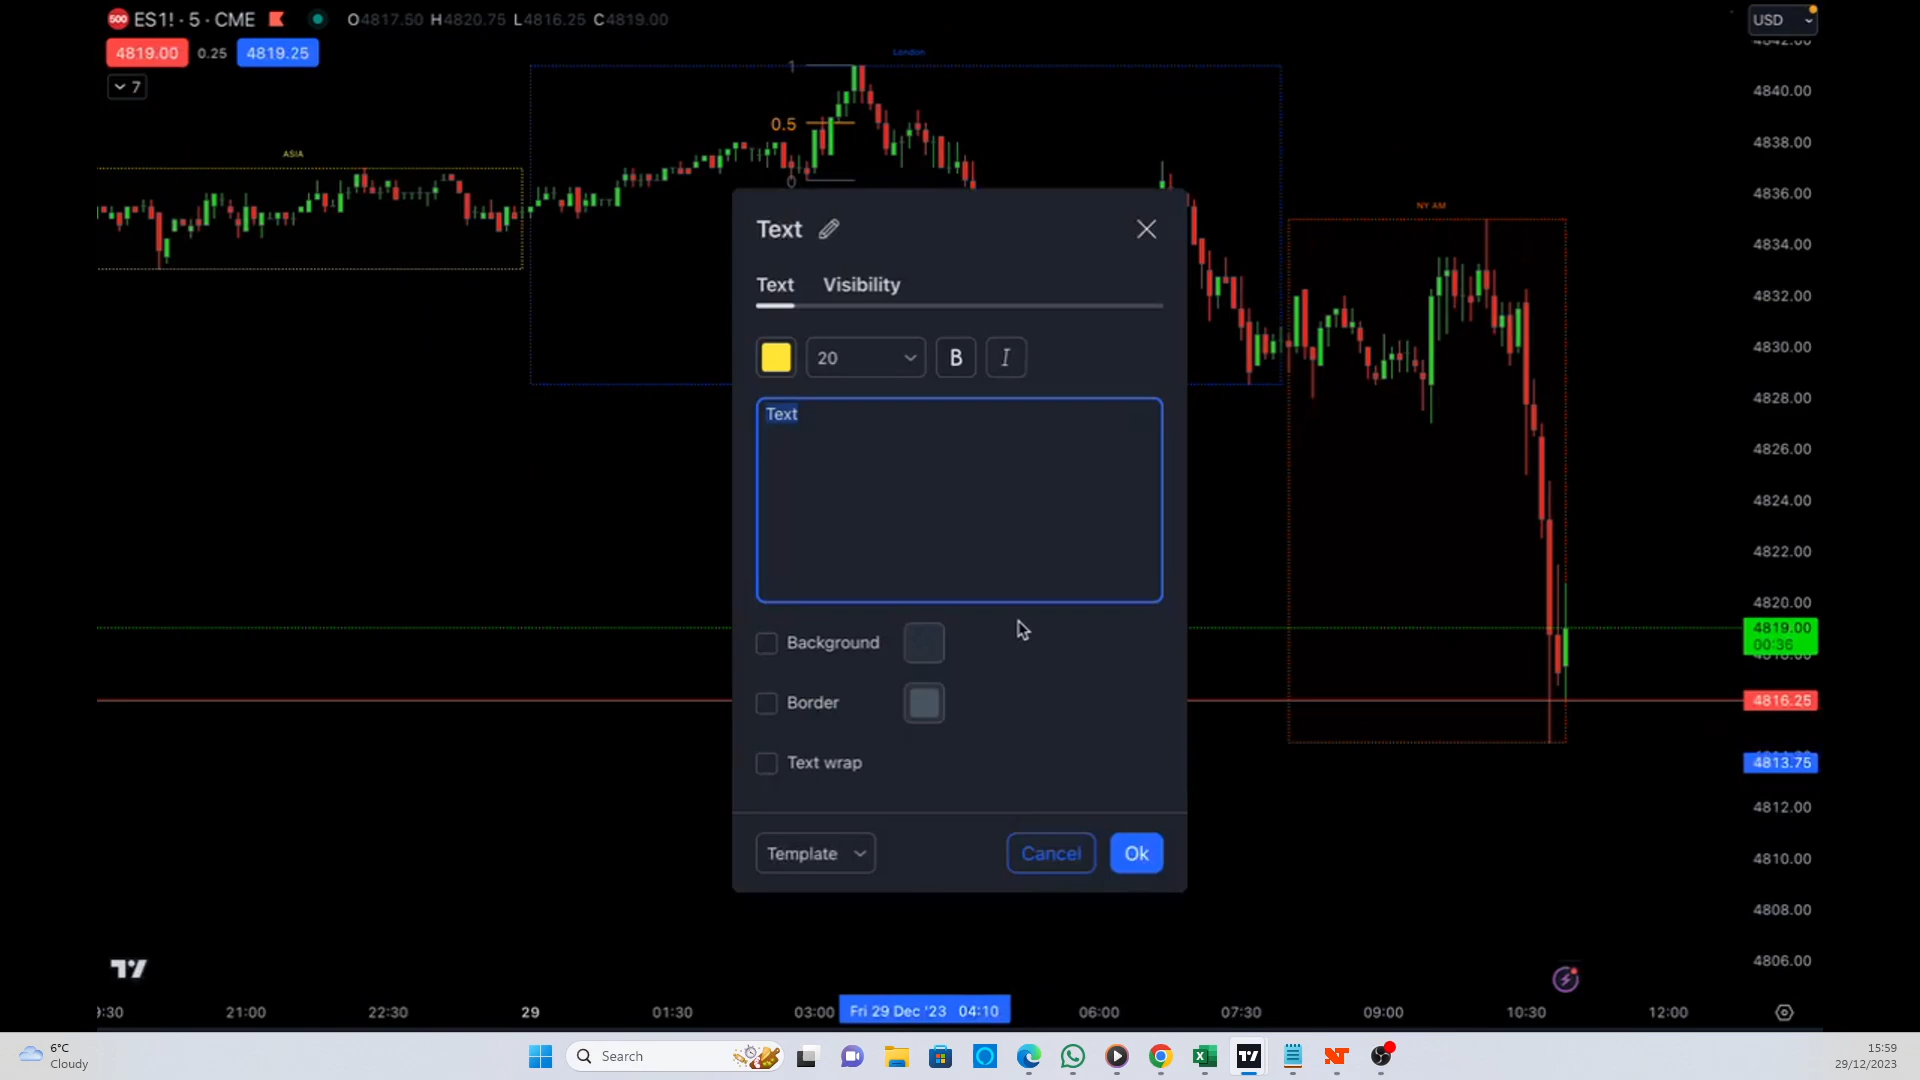 500 ES1! · 5 · CME O4817.50 H4820.75 L4816.25 C4819.00
USD
4819.00 0.25 4819.25
7
London
1
0.5
0
ASIA
NY AM
4840.00
4838.00
4836.00
4834.00
4832.00
4830.00
4828.00
4826.00
4824.00
4822.00
4820.00
4819.00
00:36
4816.25
4813.75
4812.00
4810.00
4808.00
4806.00
Text
Text Visibility
20 B I
Text
Background
Border
Text wrap
Template Cancel Ok
21:00 22:30 29 01:30 03:00 Fri 29 Dec '23 04:10 06:00 07:30 09:00 10:30 12:00
6°C
Cloudy
Search
15:59
29/12/2023